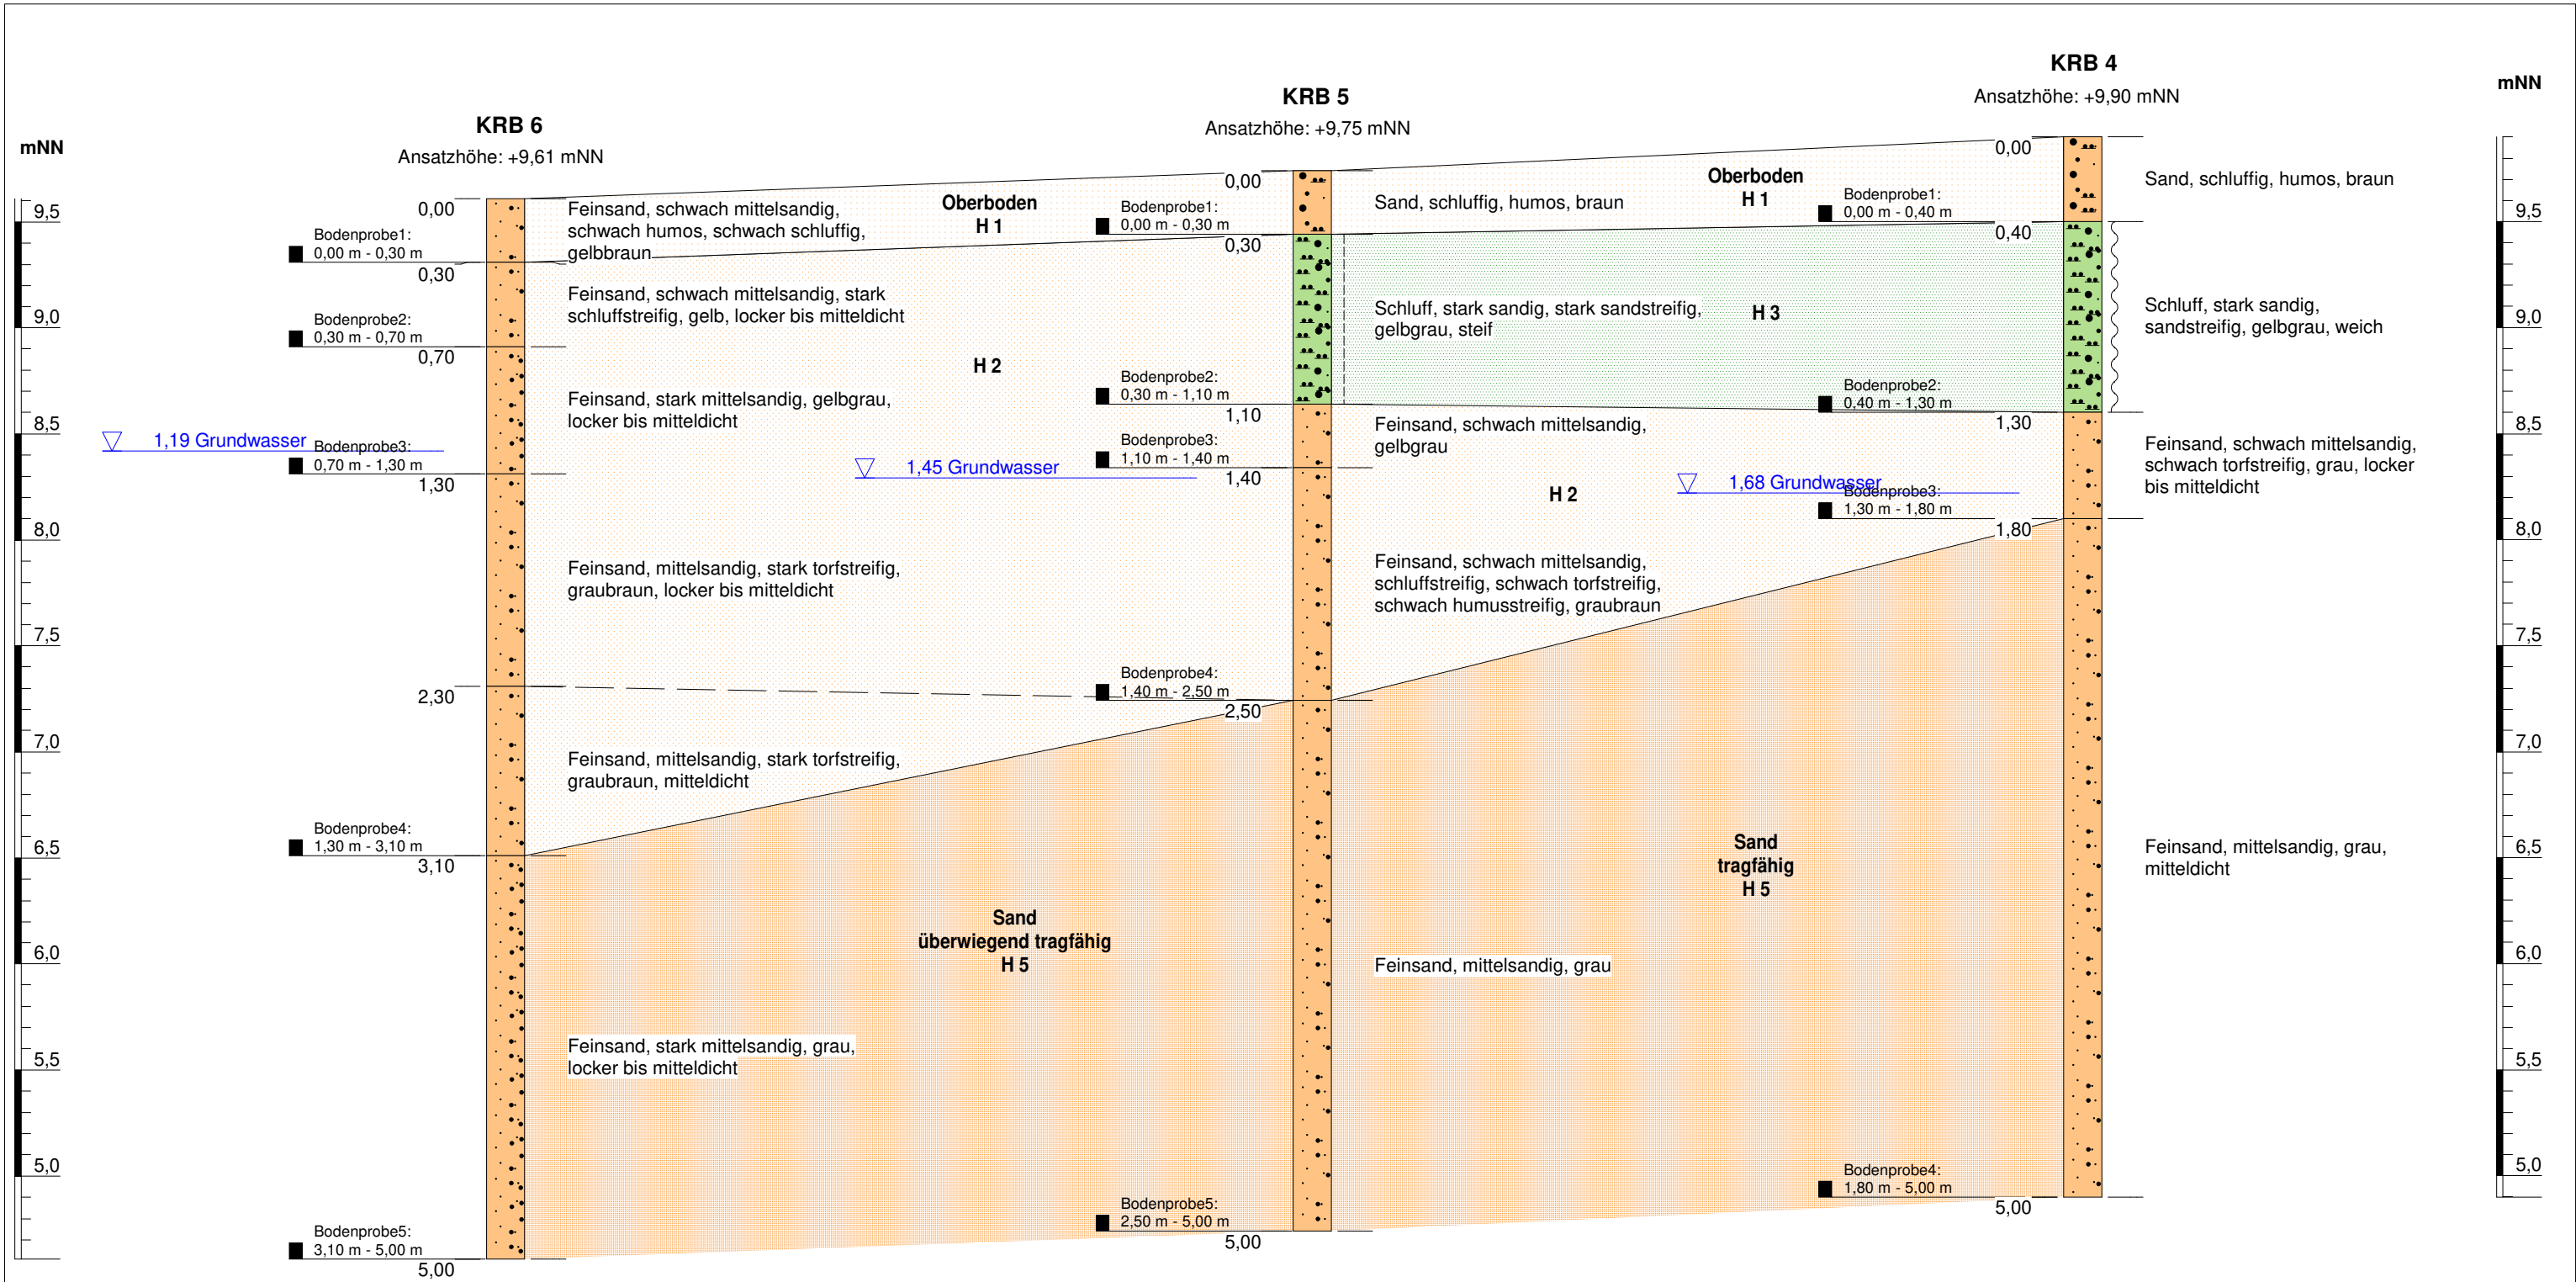 mNN
9,5
9,0
8,5
8,0
7,5
7,0
6,5
6,0
5,5
5,0
KRB 6
Ansatzhöhe: +9,61 mNN
0,00
Bodenprobe1:
0,00 m - 0,30 m
0,30
Bodenprobe2:
0,30 m - 0,70 m
0,70
1,19 Grundwasser
Bodenprobe3:
0,70 m - 1,30 m
1,30
2,30
Bodenprobe4:
1,30 m - 3,10 m
3,10
Bodenprobe5:
3,10 m - 5,00 m
5,00
Feinsand, schwach mittelsandig,
schwach humos, schwach schluffig,
gelbbraun
Feinsand, schwach mittelsandig, stark
schluffstreifig, gelb, locker bis mitteldicht
Feinsand, stark mittelsandig, gelbgrau,
locker bis mitteldicht
Feinsand, mittelsandig, stark torfstreifig,
graubraun, locker bis mitteldicht
Feinsand, mittelsandig, stark torfstreifig,
graubraun, mitteldicht
Feinsand, stark mittelsandig, grau,
locker bis mitteldicht
Oberboden
H 1
H 2
Sand
überwiegend tragfähig
H 5
KRB 5
Ansatzhöhe: +9,75 mNN
0,00
Bodenprobe1:
0,00 m - 0,30 m
0,30
Bodenprobe2:
0,30 m - 1,10 m
1,10
Bodenprobe3:
1,10 m - 1,40 m
1,40
1,45 Grundwasser
Bodenprobe4:
1,40 m - 2,50 m
2,50
Bodenprobe5:
2,50 m - 5,00 m
5,00
Sand, schluffig, humos, braun
Schluff, stark sandig, stark sandstreifig,
gelbgrau, steif
Feinsand, schwach mittelsandig,
gelbgrau
Feinsand, schwach mittelsandig,
schluffstreifig, schwach torfstreifig,
schwach humusstreifig, graubraun
Feinsand, mittelsandig, grau
Oberboden
H 1
H 3
H 2
Sand
tragfähig
H 5
KRB 4
Ansatzhöhe: +9,90 mNN
0,00
Bodenprobe1:
0,00 m - 0,40 m
0,40
Bodenprobe2:
0,40 m - 1,30 m
1,30
1,68 Grundwasser
Bodenprobe3:
1,30 m - 1,80 m
1,80
Bodenprobe4:
1,80 m - 5,00 m
5,00
Sand, schluffig, humos, braun
Schluff, stark sandig,
sandstreifig, gelbgrau, weich
Feinsand, schwach mittelsandig,
schwach torfstreifig, grau, locker
bis mitteldicht
Feinsand, mittelsandig, grau,
mitteldicht
mNN
9,5
9,0
8,5
8,0
7,5
7,0
6,5
6,0
5,5
5,0